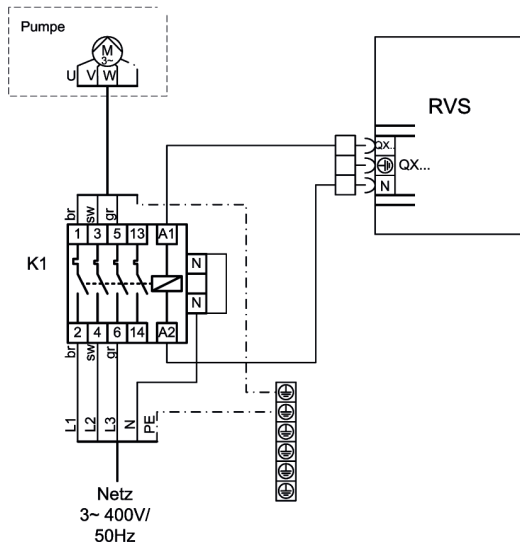 Pumpe
M
3~
U V W
RVS
QX..
QX...
N
br sw gr
1 3 5 13 A1
K1
N
N
2 4 6 14 A2
br sw gr
L1 L2 L3 N PE
Netz
3~ 400V/
50Hz